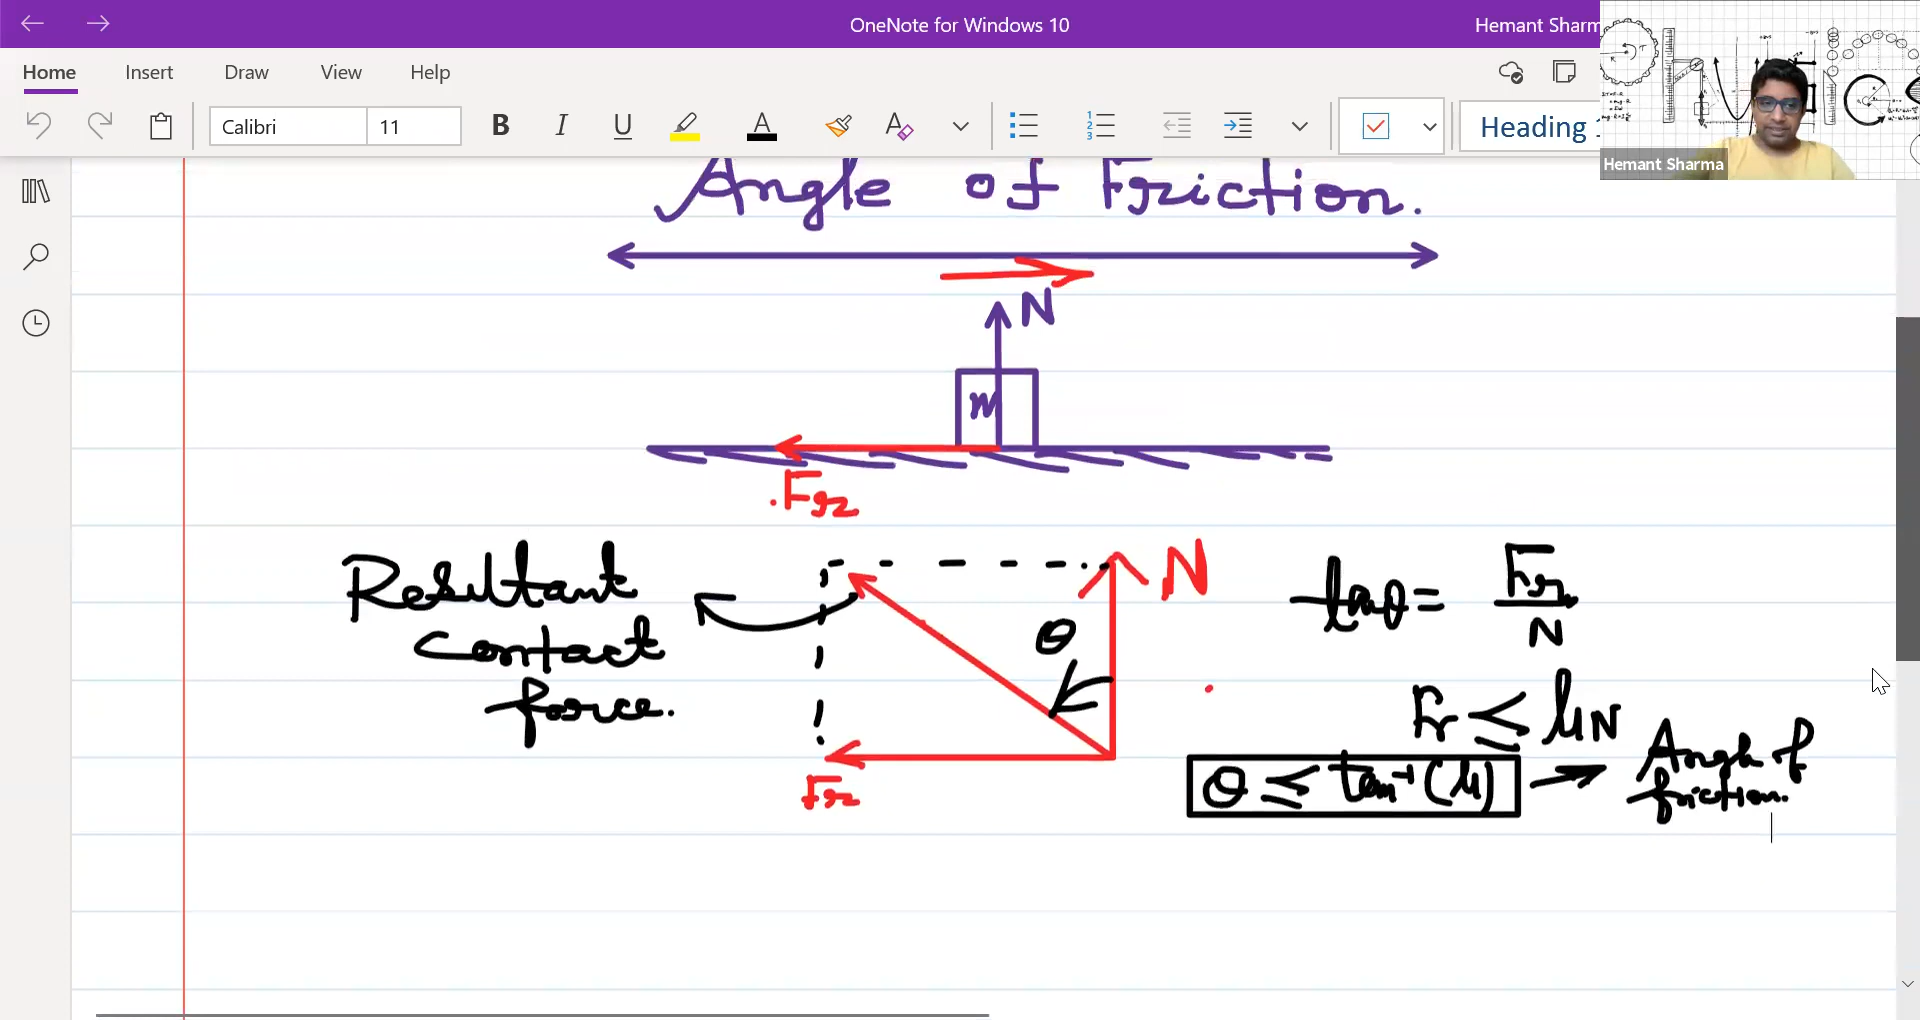 OneNote for Windows 10
Hemant Sharm
Home Insert Draw View Help
Calibri 11 B I U A A Heading
Hemant Sharma
Angle of Friction.
N
m
Fr
Resultant
contact
force.
θ
N
Fr
tanθ = Fr/N
Fr ≤ μN
θ ≤ tan⁻¹(μ) → Angle of
friction.